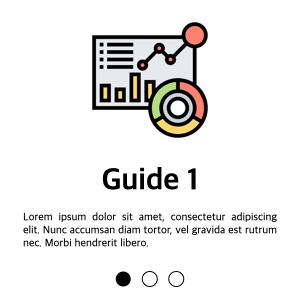 Guide 1
Lorem ipsum dolor sit amet, consectetur adipiscing
elit. Nunc accumsan diam tortor, vel gravida est rutrum
nec. Morbi hendrerit libero.